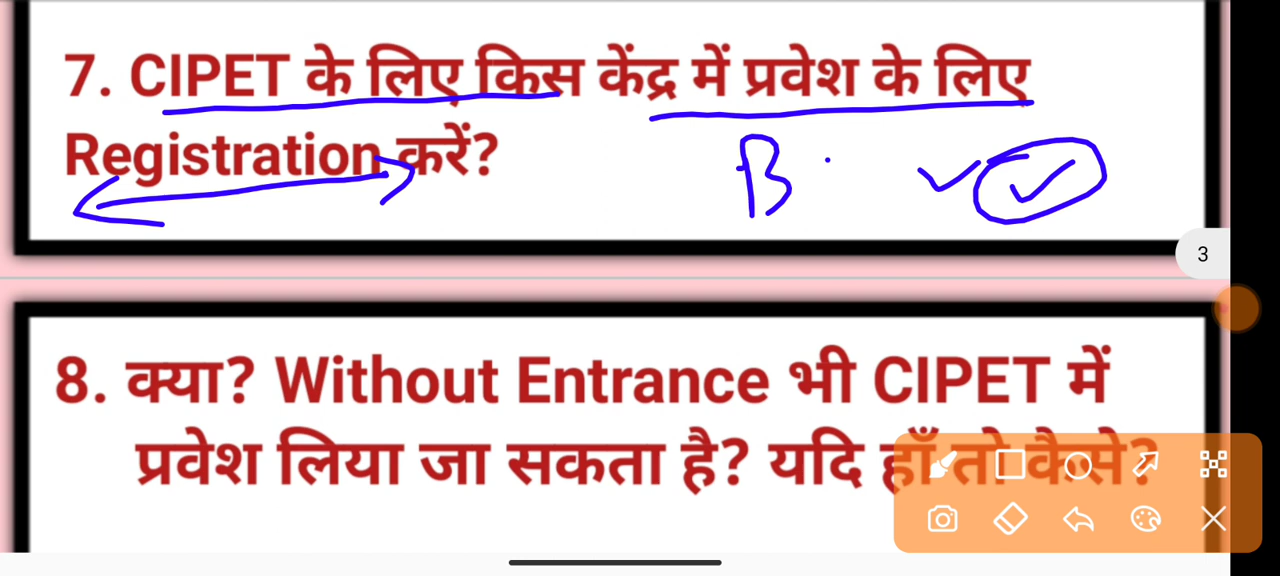 7. CIPET के लिए किस केंद्र में प्रवेश के लिए
Registration करें?
B
3
8. क्या? Without Entrance भी CIPET में
प्रवेश लिया जा सकता है? यदि हाँ तो कैसे?